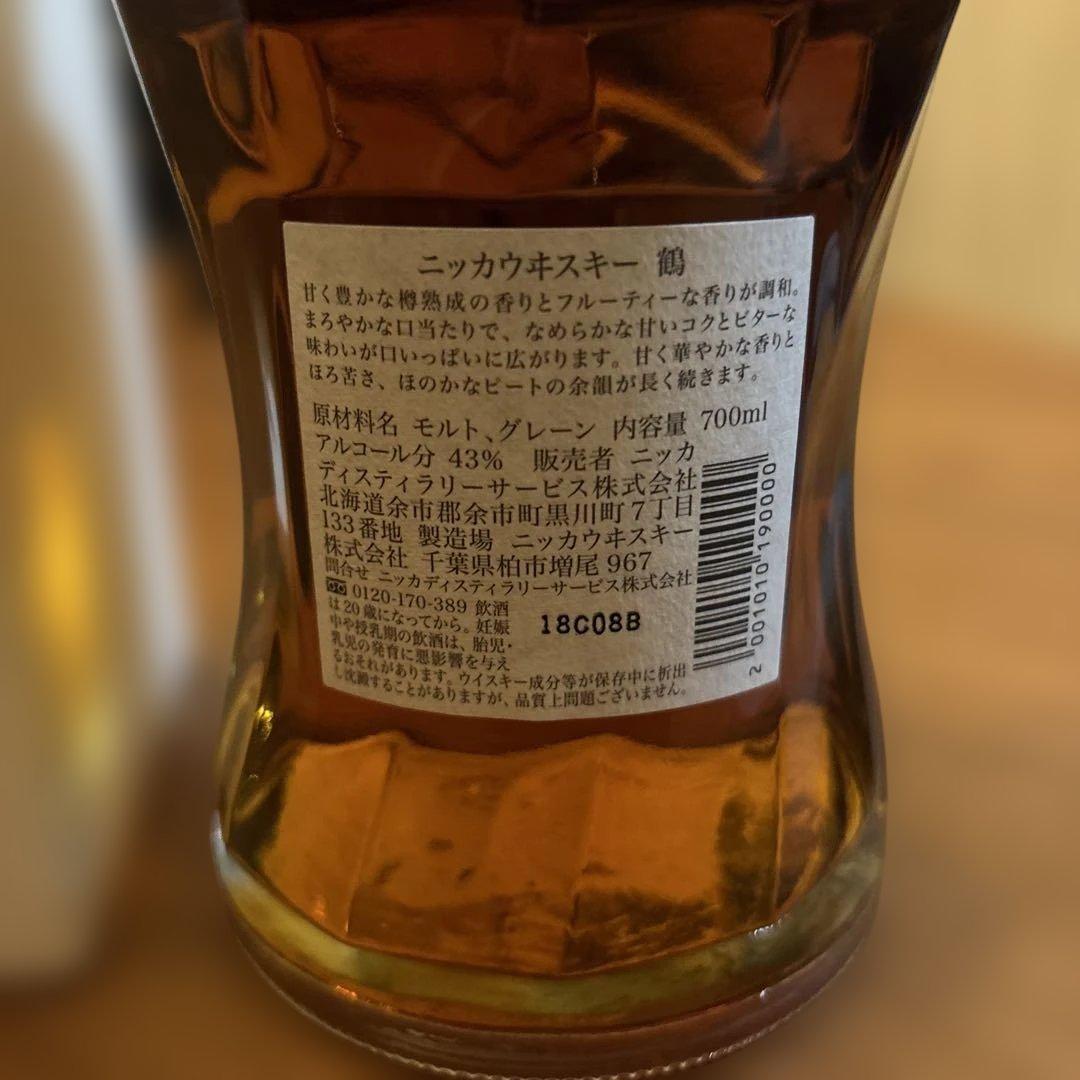 ニッカウヰスキー 鶴
甘く豊かな樽熟成の香りとフルーティーな香りが調和。
まろやかな口当たりで、なめらかな甘いコクとビターな
味わいが口いっぱいに広がります。甘く華やかな香りと
ほろ苦さ、ほのかなピートの余韻が長く続きます。
原材料名 モルト、グレーン 内容量 700ml
アルコール分 43% 販売者 ニッカ
ディスティラリーサービス株式会社
北海道余市郡余市町黒川町7丁目
133番地 製造場 ニッカウヰスキー
株式会社 千葉県柏市増尾967
問合せ ニッカディスティラリーサービス株式会社
0120-170-389 飲酒
は20歳になってから。妊娠
中や授乳期の飲酒は、胎児・
乳児の発育に悪影響を与え
るおそれがあります。ウイスキー成分等が保存中に析出
し沈澱することがありますが、品質上問題ございません。
18C08B
2001010190000